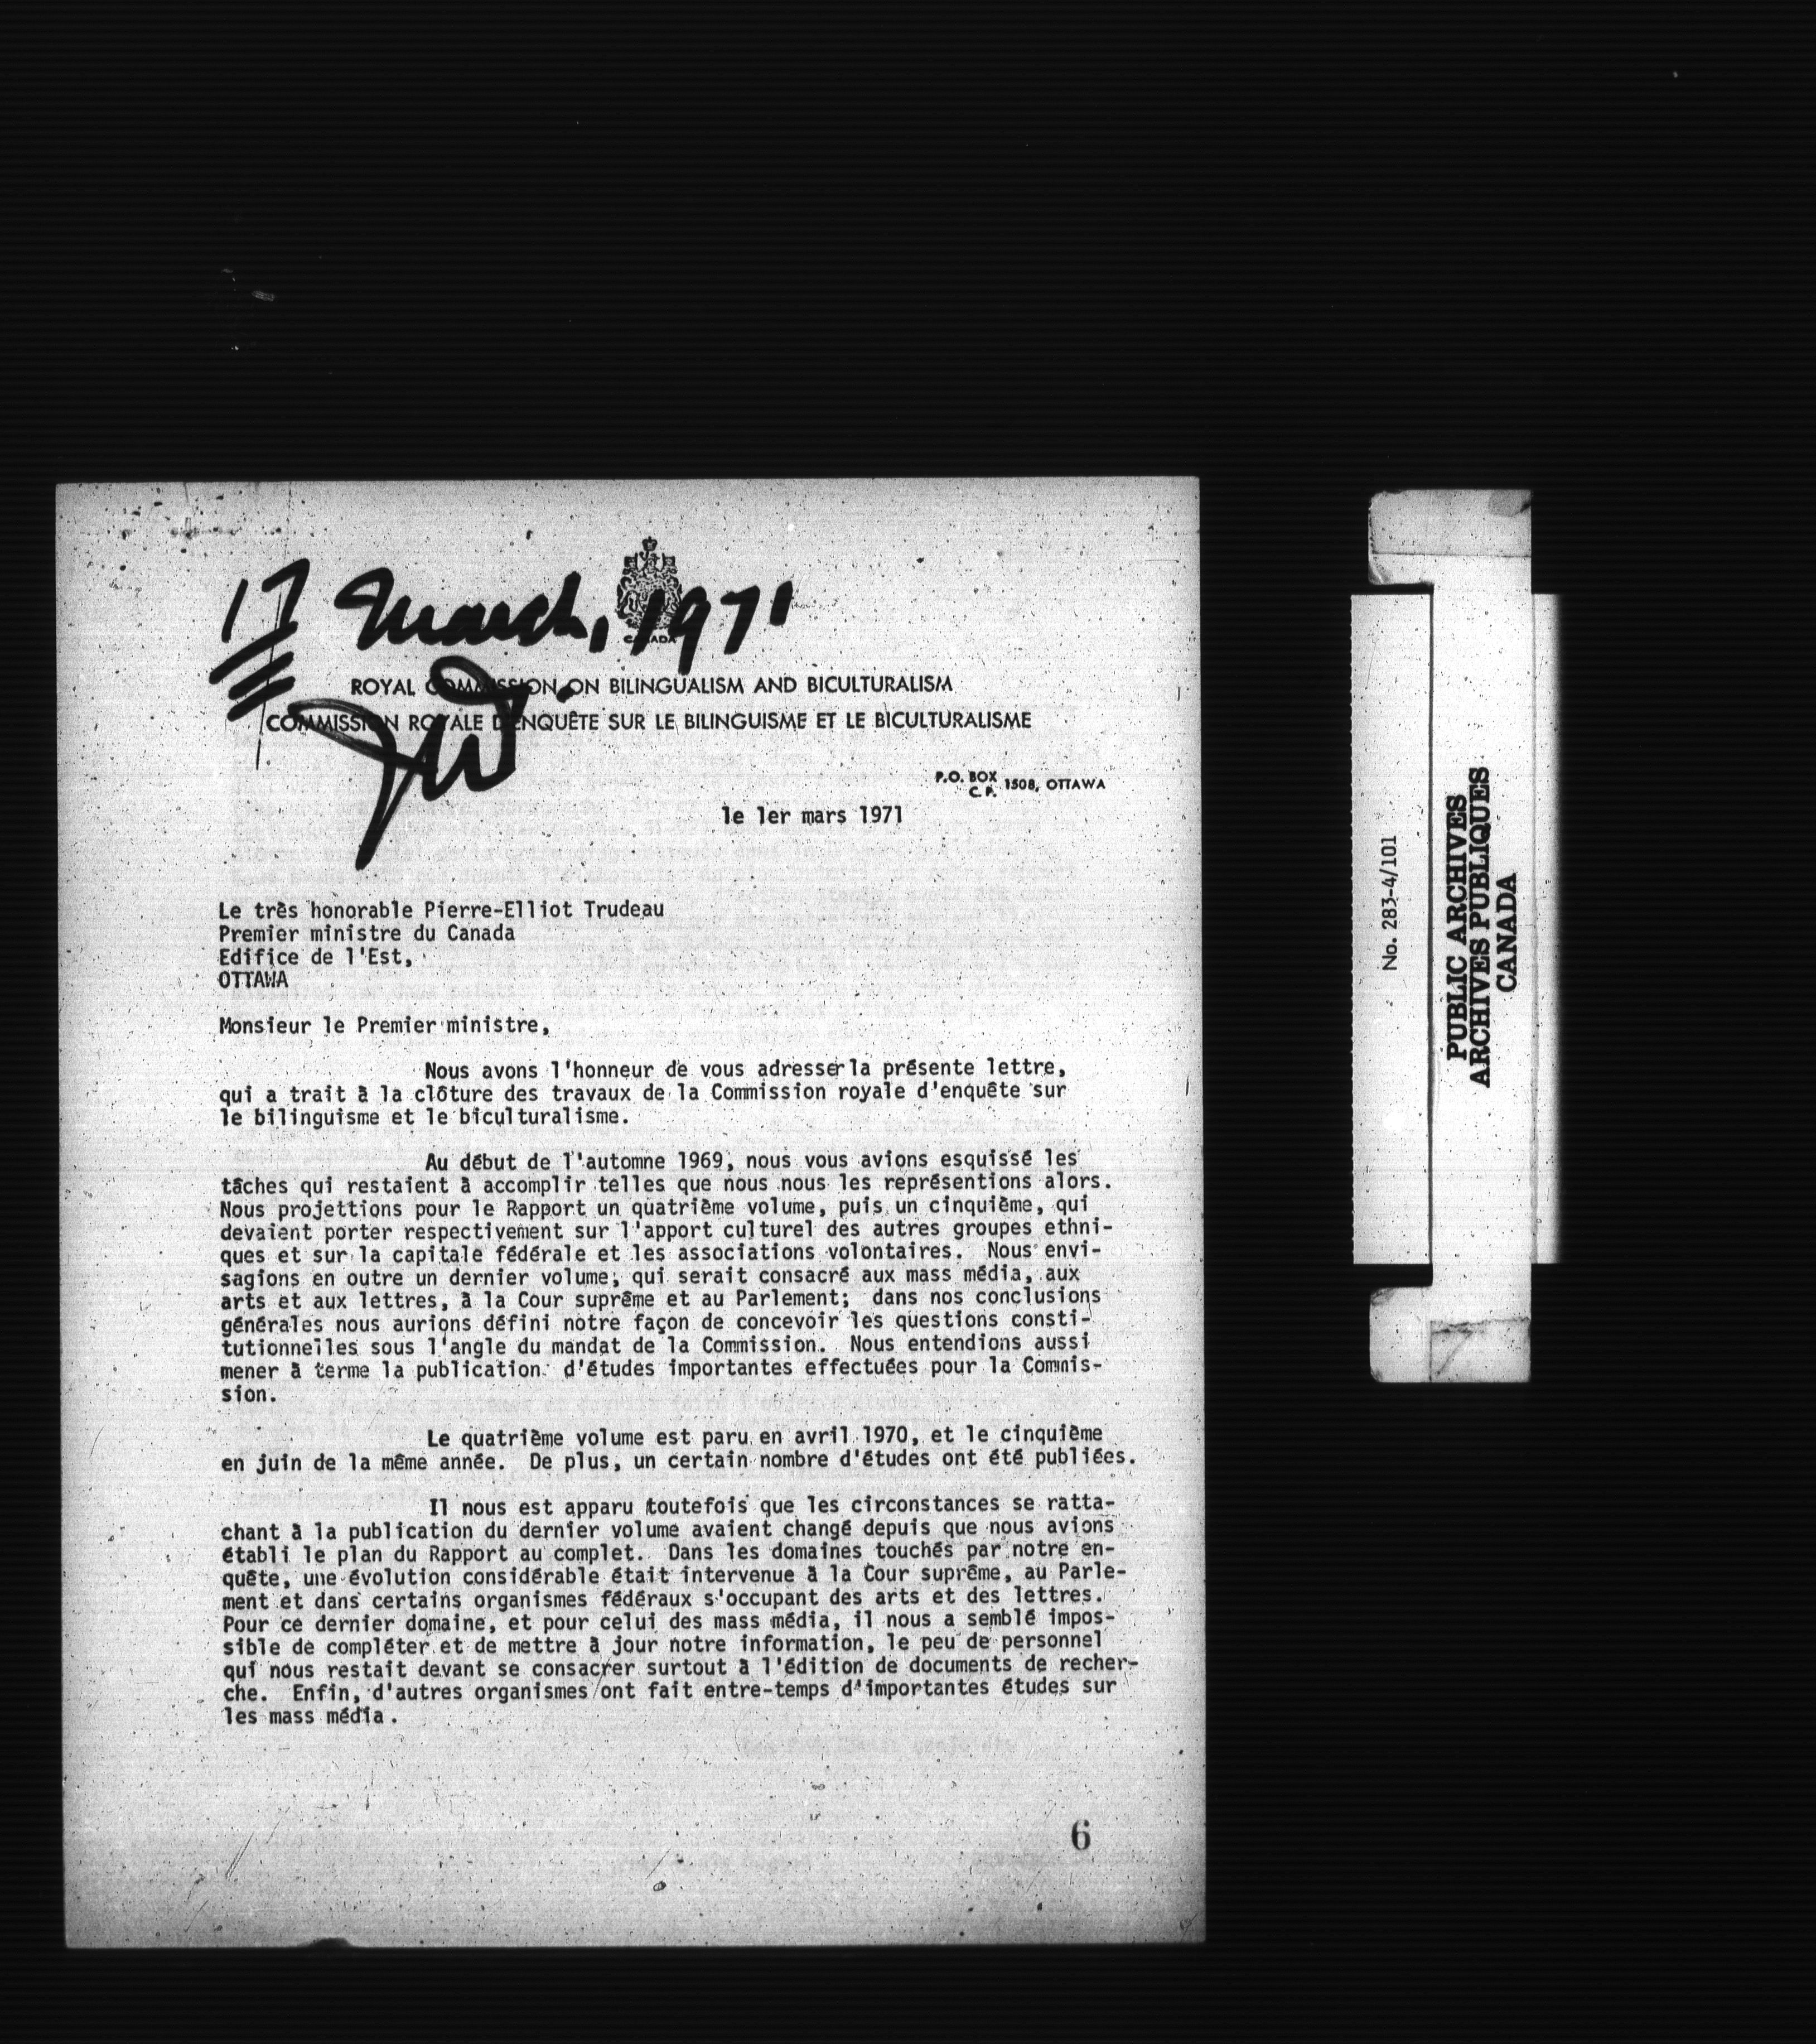 17 March, 1971
CANADA
ROYAL COMMISSION ON BILINGUALISM AND BICULTURALISM
COMMISSION ROYALE D'ENQUÊTE SUR LE BILINGUISME ET LE BICULTURALISME
P.O. BOX
C.P. 1508, OTTAWA
le 1er mars 1971
Le très honorable Pierre-Elliot Trudeau
Premier ministre du Canada
Edifice de l'Est,
OTTAWA
Monsieur le Premier ministre,
Nous avons l'honneur de vous adresser la présente lettre,
qui a trait à la clôture des travaux de la Commission royale d'enquête sur
le bilinguisme et le biculturalisme.
Au début de l'automne 1969, nous vous avions esquissé les
tâches qui restaient à accomplir telles que nous nous les représentions alors.
Nous projettions pour le Rapport un quatrième volume, puis un cinquième, qui
devaient porter respectivement sur l'apport culturel des autres groupes ethni-
ques et sur la capitale fédérale et les associations volontaires. Nous envi-
sagions en outre un dernier volume, qui serait consacré aux mass média, aux
arts et aux lettres, à la Cour suprême et au Parlement; dans nos conclusions
générales nous aurions défini notre façon de concevoir les questions consti-
tutionnelles sous l'angle du mandat de la Commission. Nous entendions aussi
mener à terme la publication d'études importantes effectuées pour la Commis-
sion.
Le quatrième volume est paru en avril 1970, et le cinquième
en juin de la même année. De plus, un certain nombre d'études ont été publiées.
Il nous est apparu toutefois que les circonstances se ratta-
chant à la publication du dernier volume avaient changé depuis que nous avions
établi le plan du Rapport au complet. Dans les domaines touchés par notre en-
quête, une évolution considérable était intervenue à la Cour suprême, au Parle-
ment et dans certains organismes fédéraux s'occupant des arts et des lettres.
Pour ce dernier domaine, et pour celui des mass média, il nous a semblé impos-
sible de compléter et de mettre à jour notre information, le peu de personnel
qui nous restait devant se consacrer surtout à l'édition de documents de recher-
che. Enfin, d'autres organismes ont fait entre-temps d'importantes études sur
les mass média.
6
No. 283-4/101
PUBLIC ARCHIVES
ARCHIVES PUBLIQUES
CANADA